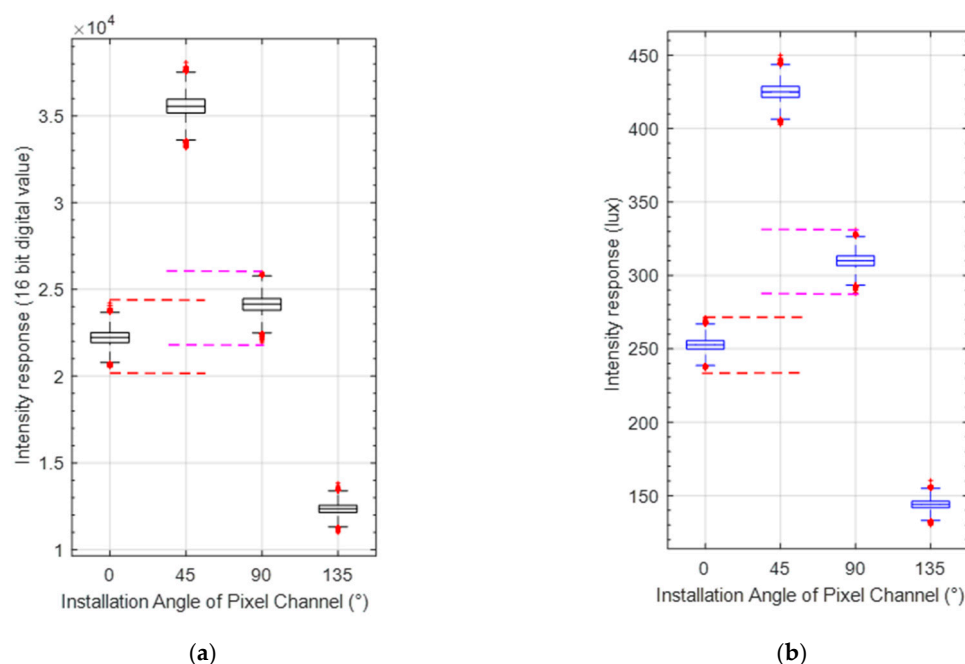 ×10⁴
3.5
3
2.5
2
1.5
1
Intensity response (16 bit digital value)
0 45 90 135
Installation Angle of Pixel Channel (°)
(a)
450
400
350
300
250
200
150
Intensity response (lux)
0 45 90 135
Installation Angle of Pixel Channel (°)
(b)